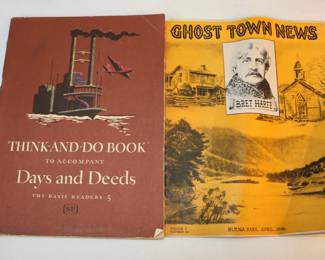 THINK-AND-DO BOOK
TO ACCOMPANY
Days and Deeds
THE BASIC READERS: 5
GHOST TOWN NEWS
BRET HARTE
BUENA PARK, APRIL,